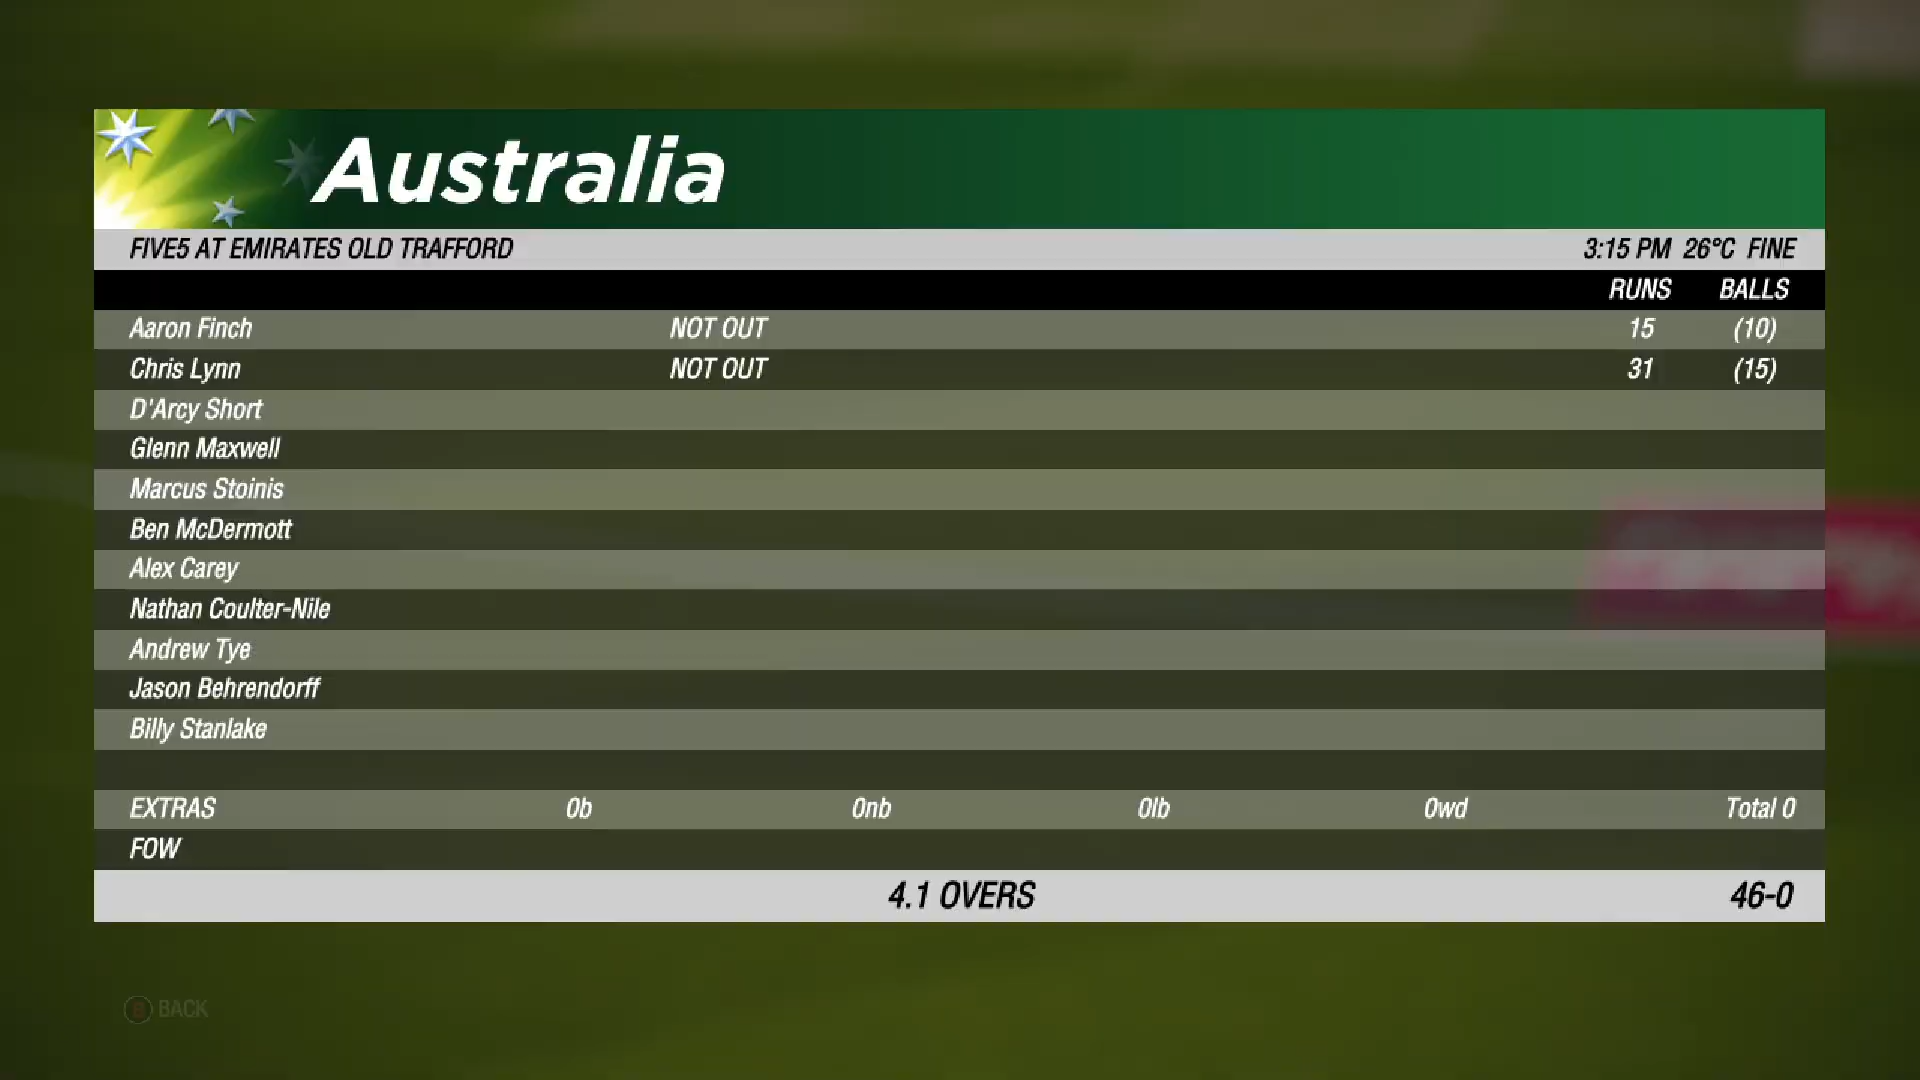 Australia
FIVE5 AT EMIRATES OLD TRAFFORD 3:15 PM 26°C FINE
RUNS BALLS
Aaron Finch NOT OUT 15 (10)
Chris Lynn NOT OUT 31 (15)
D'Arcy Short
Glenn Maxwell
Marcus Stoinis
Ben McDermott
Alex Carey
Nathan Coulter-Nile
Andrew Tye
Jason Behrendorff
Billy Stanlake
EXTRAS 0b 0nb 0lb 0wd Total 0
FOW
4.1 OVERS 46-0
B BACK